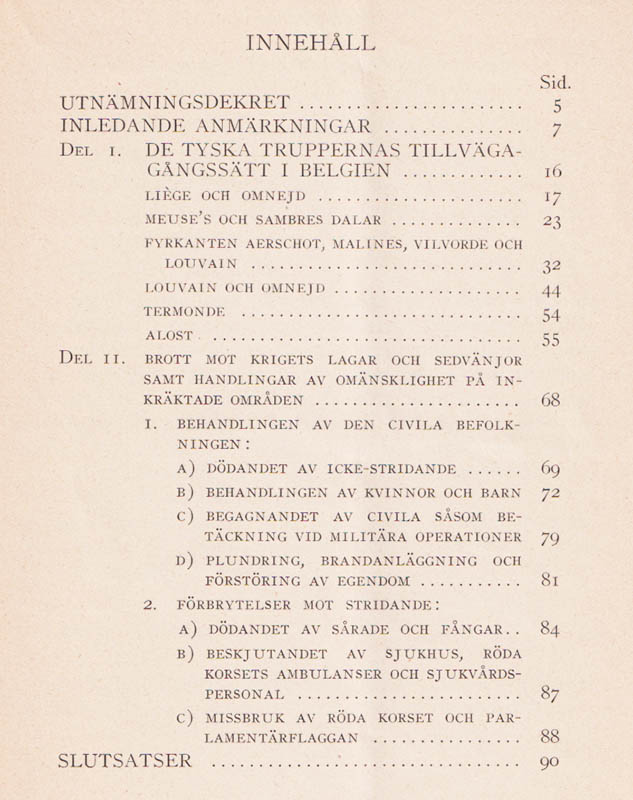 INNEHÅLL
Sid.
UTNÄMNINGSDEKRET ........................ 5
INLEDANDE ANMÄRKNINGAR ............... 7
DEL I. DE TYSKA TRUPPERNAS TILLVÄGA-
GÅNGSSÄTT I BELGIEN ............. 16
LIÈGE OCH OMNEJD ...................... 17
MEUSE'S OCH SAMBRES DALAR .............. 23
FYRKANTEN AERSCHOT, MALINES, VILVORDE OCH
LOUVAIN ............................. 32
LOUVAIN OCH OMNEJD .................... 44
TERMONDE .............................. 54
ALOST ................................. 55
DEL II. BROTT MOT KRIGETS LAGAR OCH SEDVÄNJOR
SAMT HANDLINGAR AV OMÄNSKLIGHET PÅ IN-
KRÄKTADE OMRÅDEN ...................... 68
1. BEHANDLINGEN AV DEN CIVILA BEFOLK-
NINGEN:
A) DÖDANDET AV ICKE-STRIDANDE ...... 69
B) BEHANDLINGEN AV KVINNOR OCH BARN 72
C) BEGAGNANDET AV CIVILA SÅSOM BE-
TÄCKNING VID MILITÄRA OPERATIONER 79
D) PLUNDRING, BRANDANLÄGGNING OCH
FÖRSTÖRING AV EGENDOM ........... 81
2. FÖRBRYTELSER MOT STRIDANDE:
A) DÖDANDET AV SÅRADE OCH FÅNGAR.. 84
B) BESKJUTANDET AV SJUKHUS, RÖDA
KORSETS AMBULANSER OCH SJUKVÅRDS-
PERSONAL ........................ 87
C) MISSBRUK AV RÖDA KORSET OCH PAR-
LAMENTÄRFLAGGAN ................ 88
SLUTSATSER ................................. 90